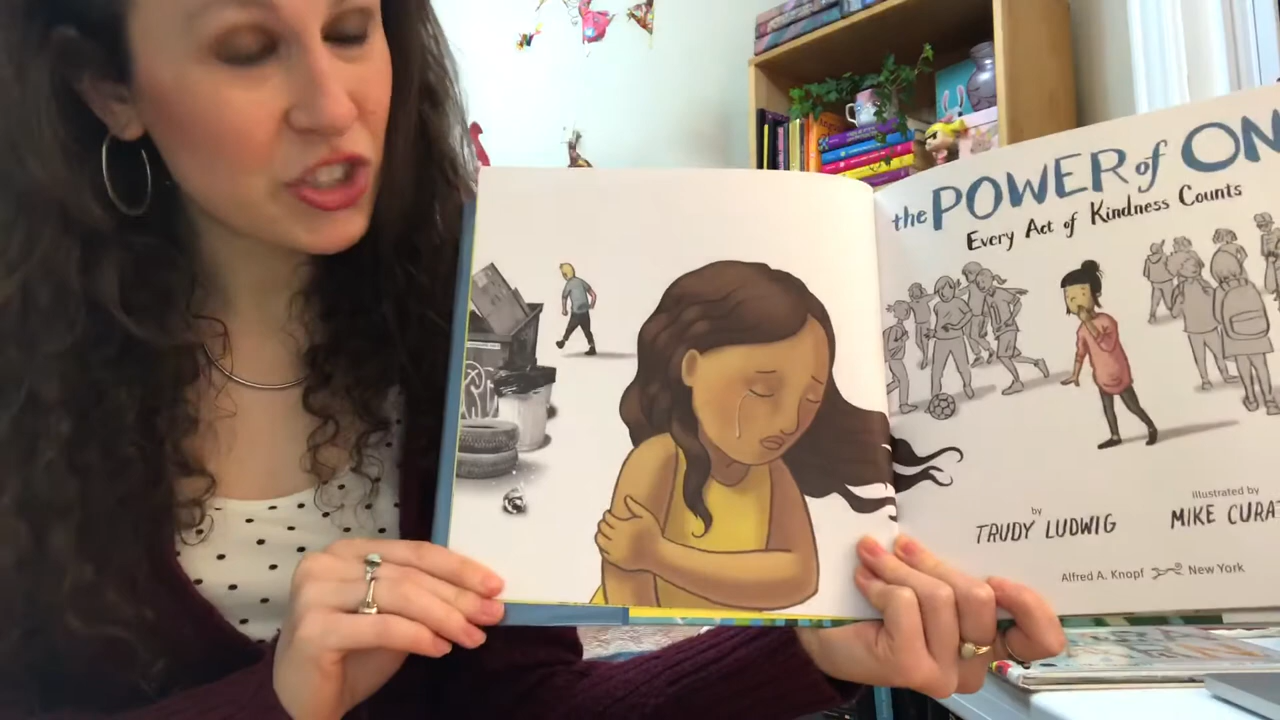 the POWER of ON
Every Act of Kindness Counts
by
TRUDY LUDWIG
illustrated by
MIKE CURA
Alfred A. Knopf New York